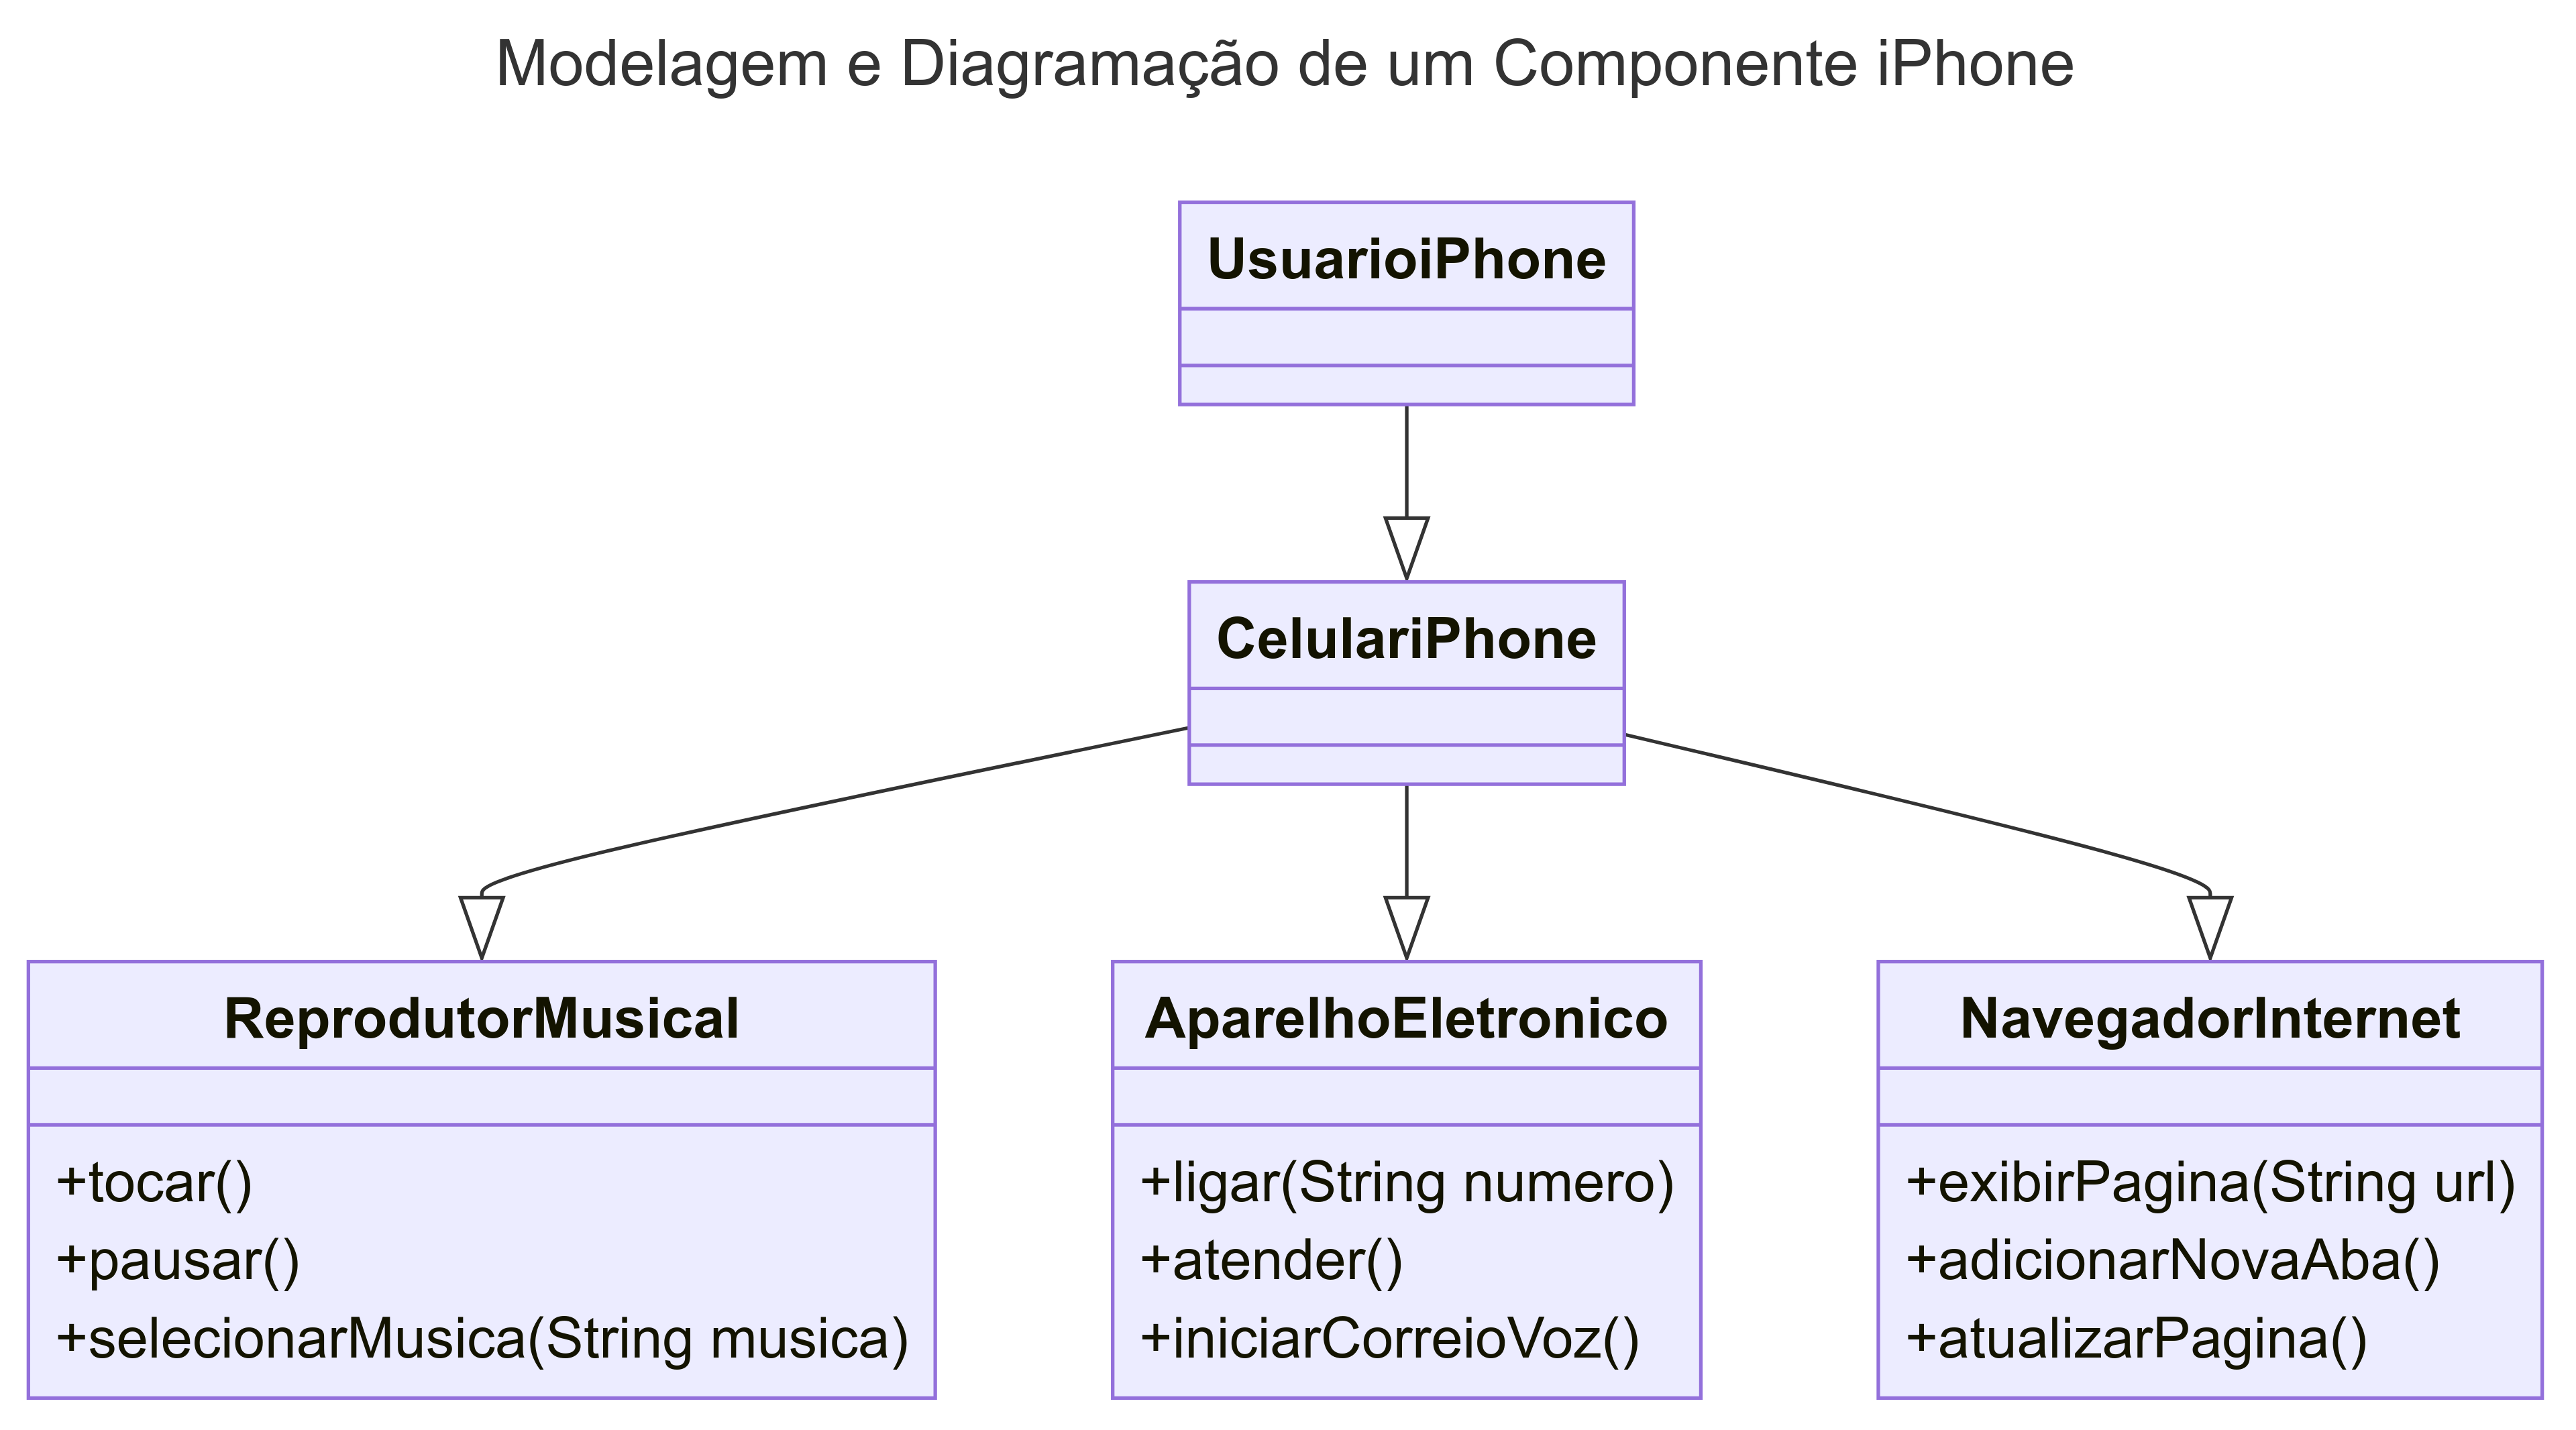 Modelagem e Diagramação de um Componente iPhone
UsuarioiPhone
CelulariPhone
ReprodutorMusical
+tocar()
+pausar()
+selecionarMusica(String musica)
AparelhoEletronico
+ligar(String numero)
+atender()
+iniciarCorreioVoz()
NavegadorInternet
+exibirPagina(String url)
+adicionarNovaAba()
+atualizarPagina()